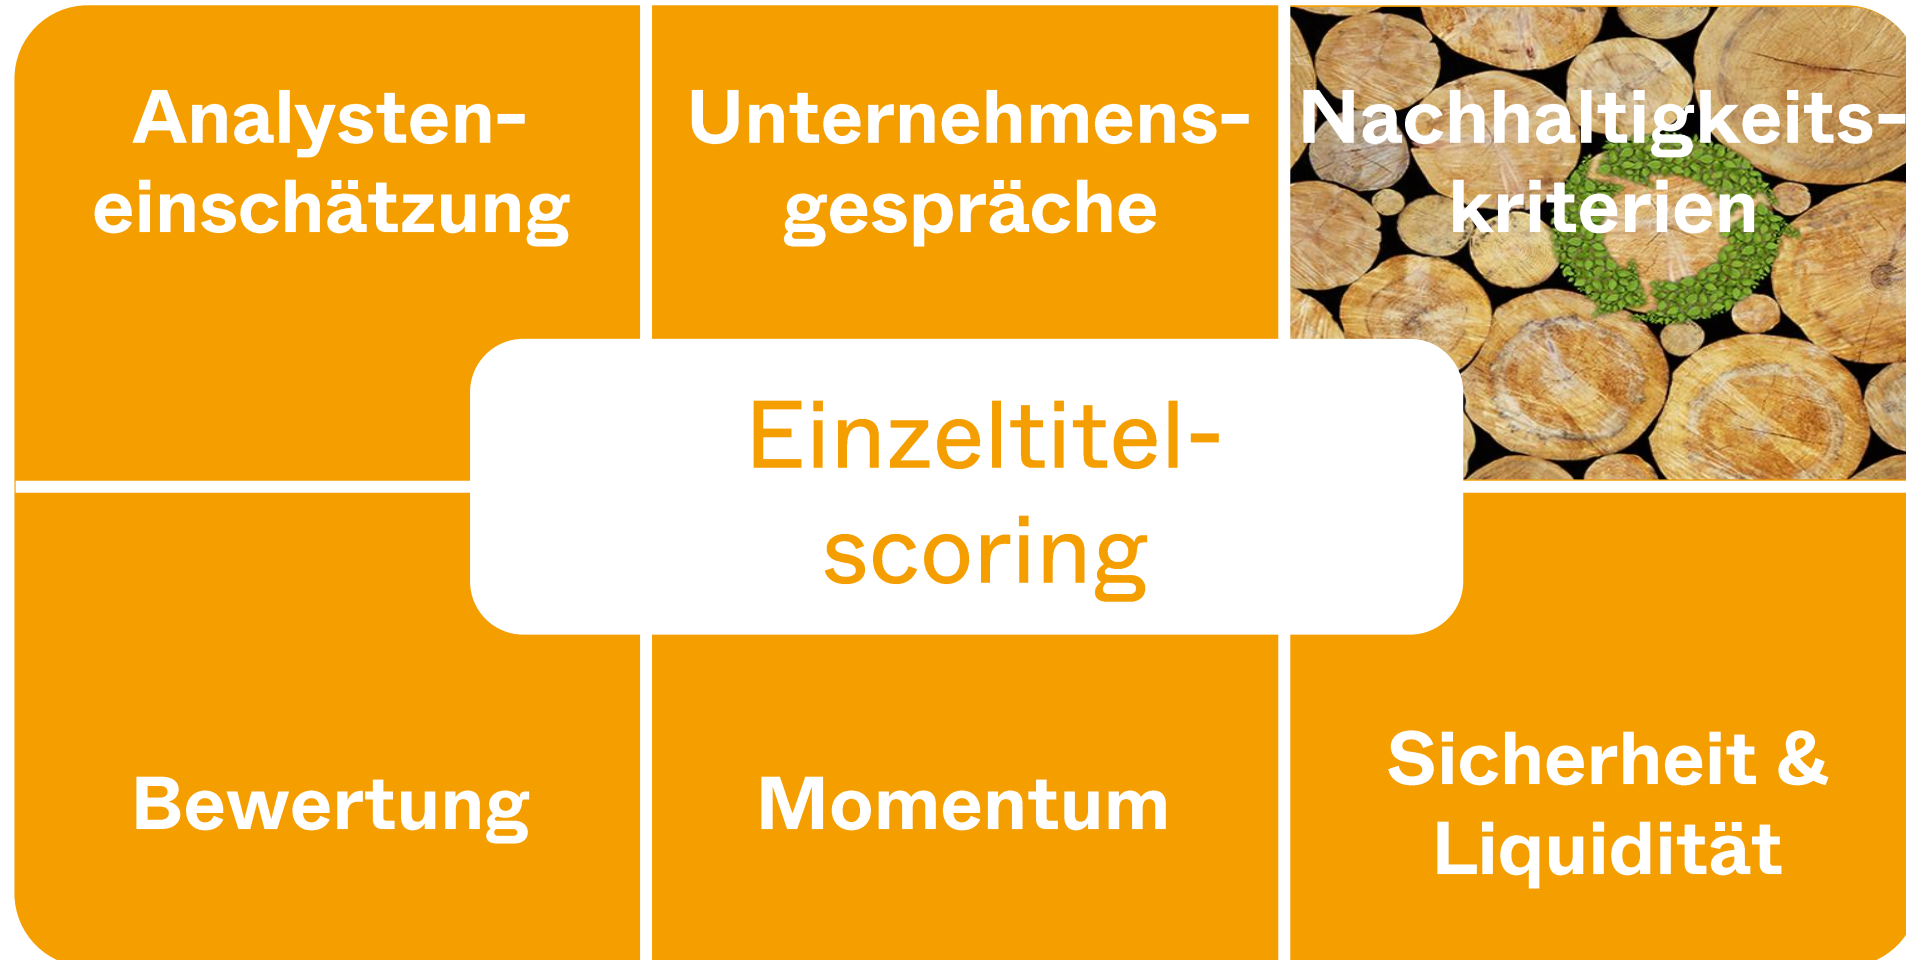 Analysten-
einschätzung
Unternehmens-
gespräche
Nachhaltigkeits-
kriterien
Einzeltitel-
scoring
Bewertung
Momentum
Sicherheit &
Liquidität